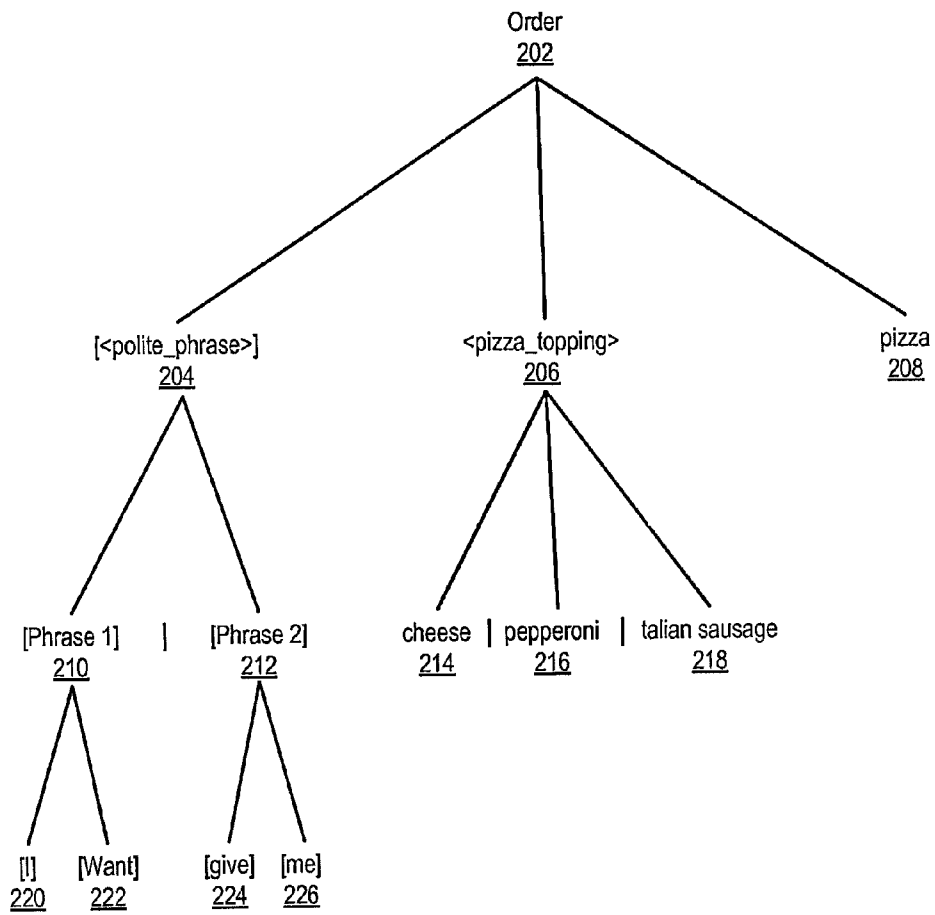 Order
202
[<polite_phrase>] <pizza_topping> pizza
204 206 208
[Phrase 1] | [Phrase 2] cheese | pepperoni | talian sausage
210 212 214 216 218
[I] [Want] [give] [me]
220 222 224 226